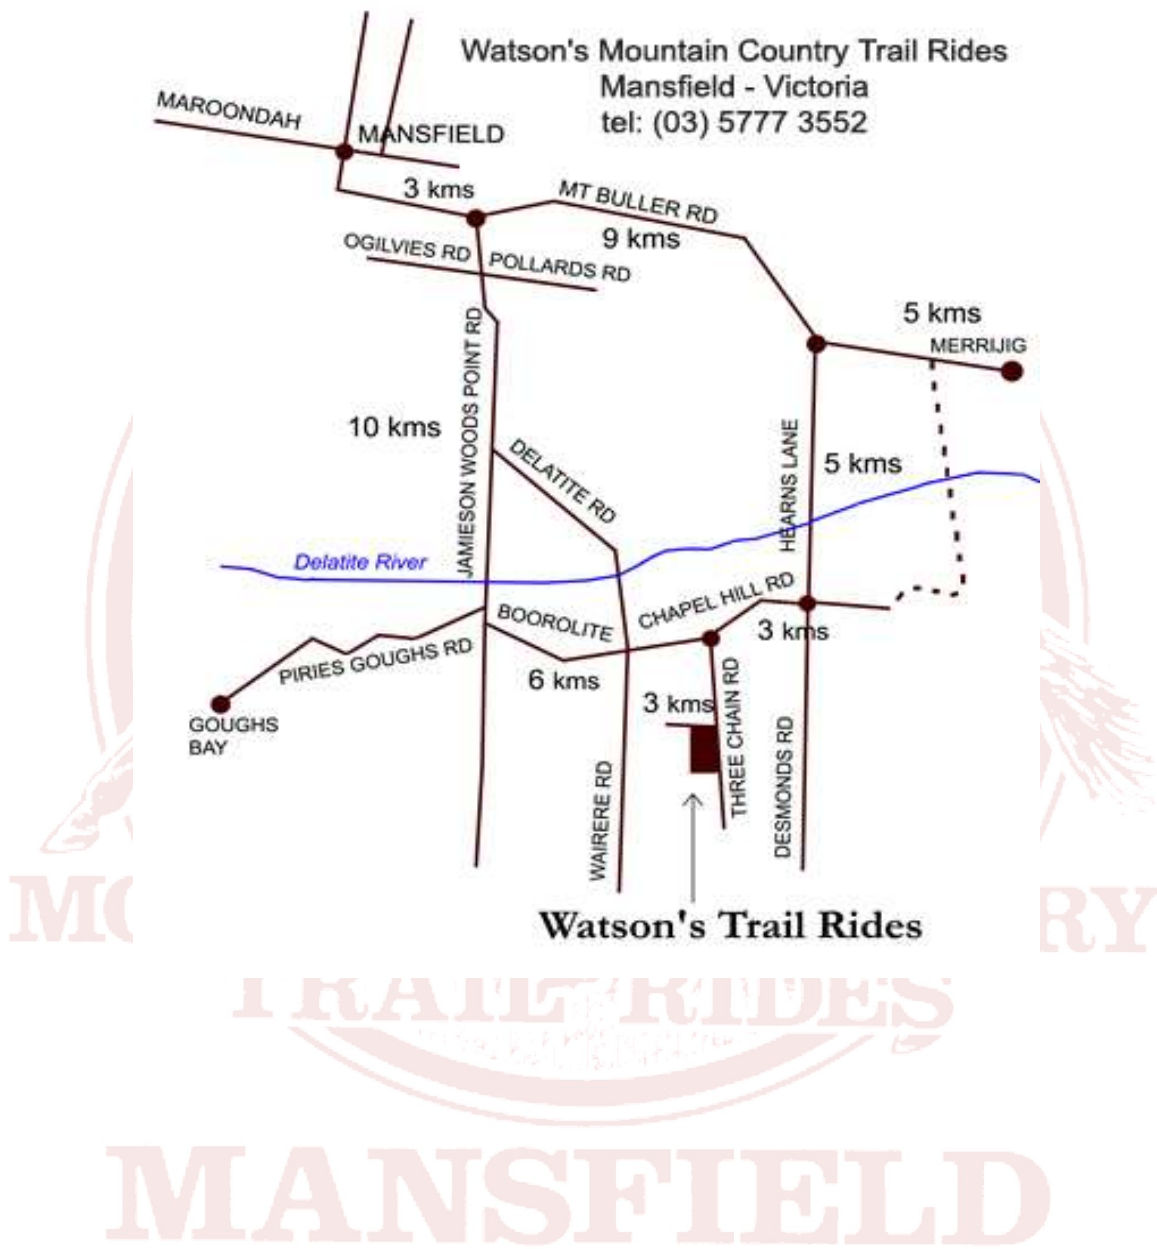 Watson's Mountain Country Trail Rides
Mansfield - Victoria
tel: (03) 5777 3552
MAROONDAH
MANSFIELD
3 kms
MT BULLER RD
9 kms
OGILVIES RD
POLLARDS RD
5 kms
MERRIJIG
JAMIESON WOODS POINT RD
10 kms
DELATITE RD
HEARNS LANE
5 kms
Delatite River
BOOROLITE
CHAPEL HILL RD
3 kms
PIRIES GOUGHS RD
6 kms
3 kms
GOUGHS
BAY
THREE CHAIN RD
DESMONDS RD
WAIRERE RD
Watson's Trail Rides
TRAIL RIDES
MANSFIELD